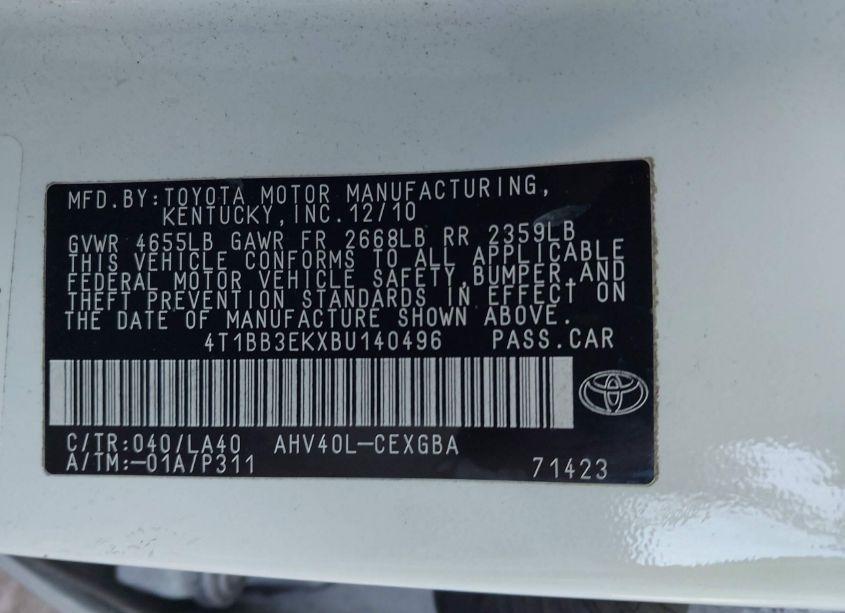 MFD.BY:TOYOTA MOTOR MANUFACTURING,
KENTUCKY,INC.12/10
GVWR 4655LB GAWR FR 2668LB RR 2359LB
THIS VEHICLE CONFORMS TO ALL APPLICABLE
FEDERAL MOTOR VEHICLE SAFETY,BUMPER,AND
THEFT PREVENTION STANDARDS IN EFFECT ON
THE DATE OF MANUFACTURE SHOWN ABOVE.
4T1BB3EKXBU140496 PASS.CAR
C/TR:040/LA40 AHV40L-CEXGBA
A/TM:-01A/P311 71423